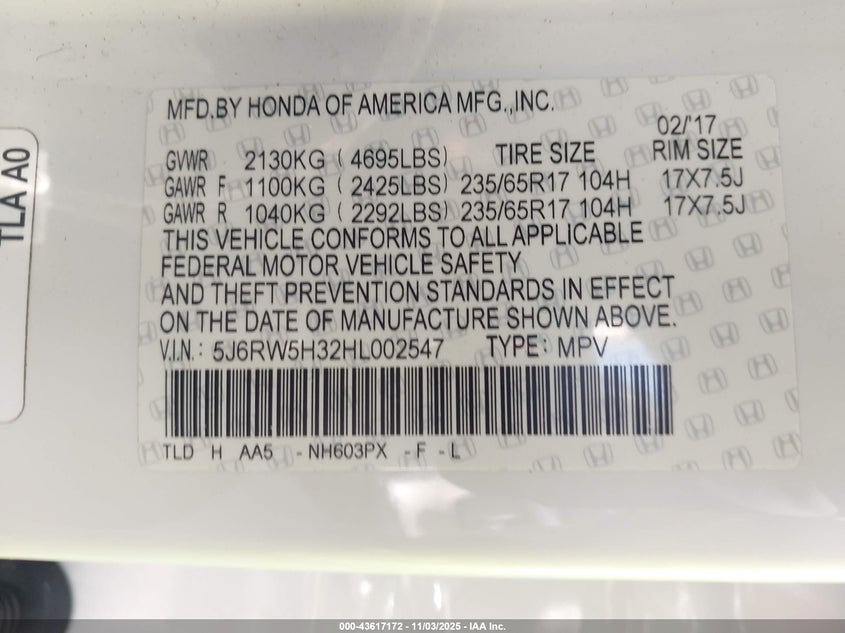 MFD.BY HONDA OF AMERICA MFG.,INC.
02/'17
GVWR 2130KG ( 4695LBS) TIRE SIZE RIM SIZE
GAWR F 1100KG ( 2425LBS) 235/65R17 104H 17X7.5J
GAWR R 1040KG ( 2292LBS) 235/65R17 104H 17X7.5J
THIS VEHICLE CONFORMS TO ALL APPLICABLE
FEDERAL MOTOR VEHICLE SAFETY
AND THEFT PREVENTION STANDARDS IN EFFECT
ON THE DATE OF MANUFACTURE SHOWN ABOVE.
V.I.N.: 5J6RW5H32HL002547 TYPE: MPV
TLD H AA5 -NH603PX -F -L
TLA A0
000-43617172 - 11/03/2025 - IAA Inc.